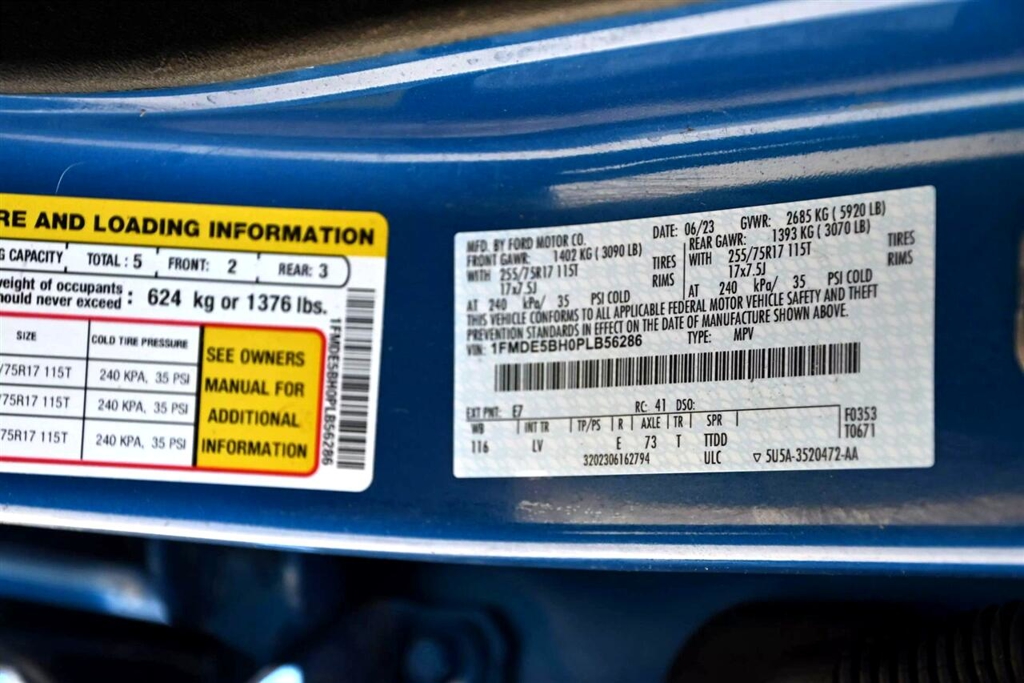 RE AND LOADING INFORMATION
G CAPACITY TOTAL : 5 FRONT: 2 REAR: 3
eight of occupants
ould never exceed : 624 kg or 1376 lbs.
SIZE COLD TIRE PRESSURE
/75R17 115T 240 KPA, 35 PSI
75R17 115T 240 KPA, 35 PSI
75R17 115T 240 KPA, 35 PSI
SEE OWNERS
MANUAL FOR
ADDITIONAL
INFORMATION
1FMDE5BH0PLB56286
MFD. BY FORD MOTOR CO. DATE: 06/23 GVWR: 2685 KG ( 5920 LB)
FRONT GAWR: 1402 KG ( 3090 LB) REAR GAWR: 1393 KG ( 3070 LB)
WITH 255/75R17 115T TIRES WITH 255/75R17 115T TIRES
17x7.5J RIMS 17x7.5J RIMS
AT 240 kPa/ 35 PSI COLD AT 240 kPa/ 35 PSI COLD
THIS VEHICLE CONFORMS TO ALL APPLICABLE FEDERAL MOTOR VEHICLE SAFETY AND THEFT
PREVENTION STANDARDS IN EFFECT ON THE DATE OF MANUFACTURE SHOWN ABOVE.
VIN: 1FMDE5BH0PLB56286 TYPE: MPV
EXT PNT: E7 RC: 41 DSO:
WB INT TR TP/PS R AXLE TR SPR F0353
116 LV E 73 T TTDD T0671
3202306162794 ULC ▽ 5U5A-3520472-AA